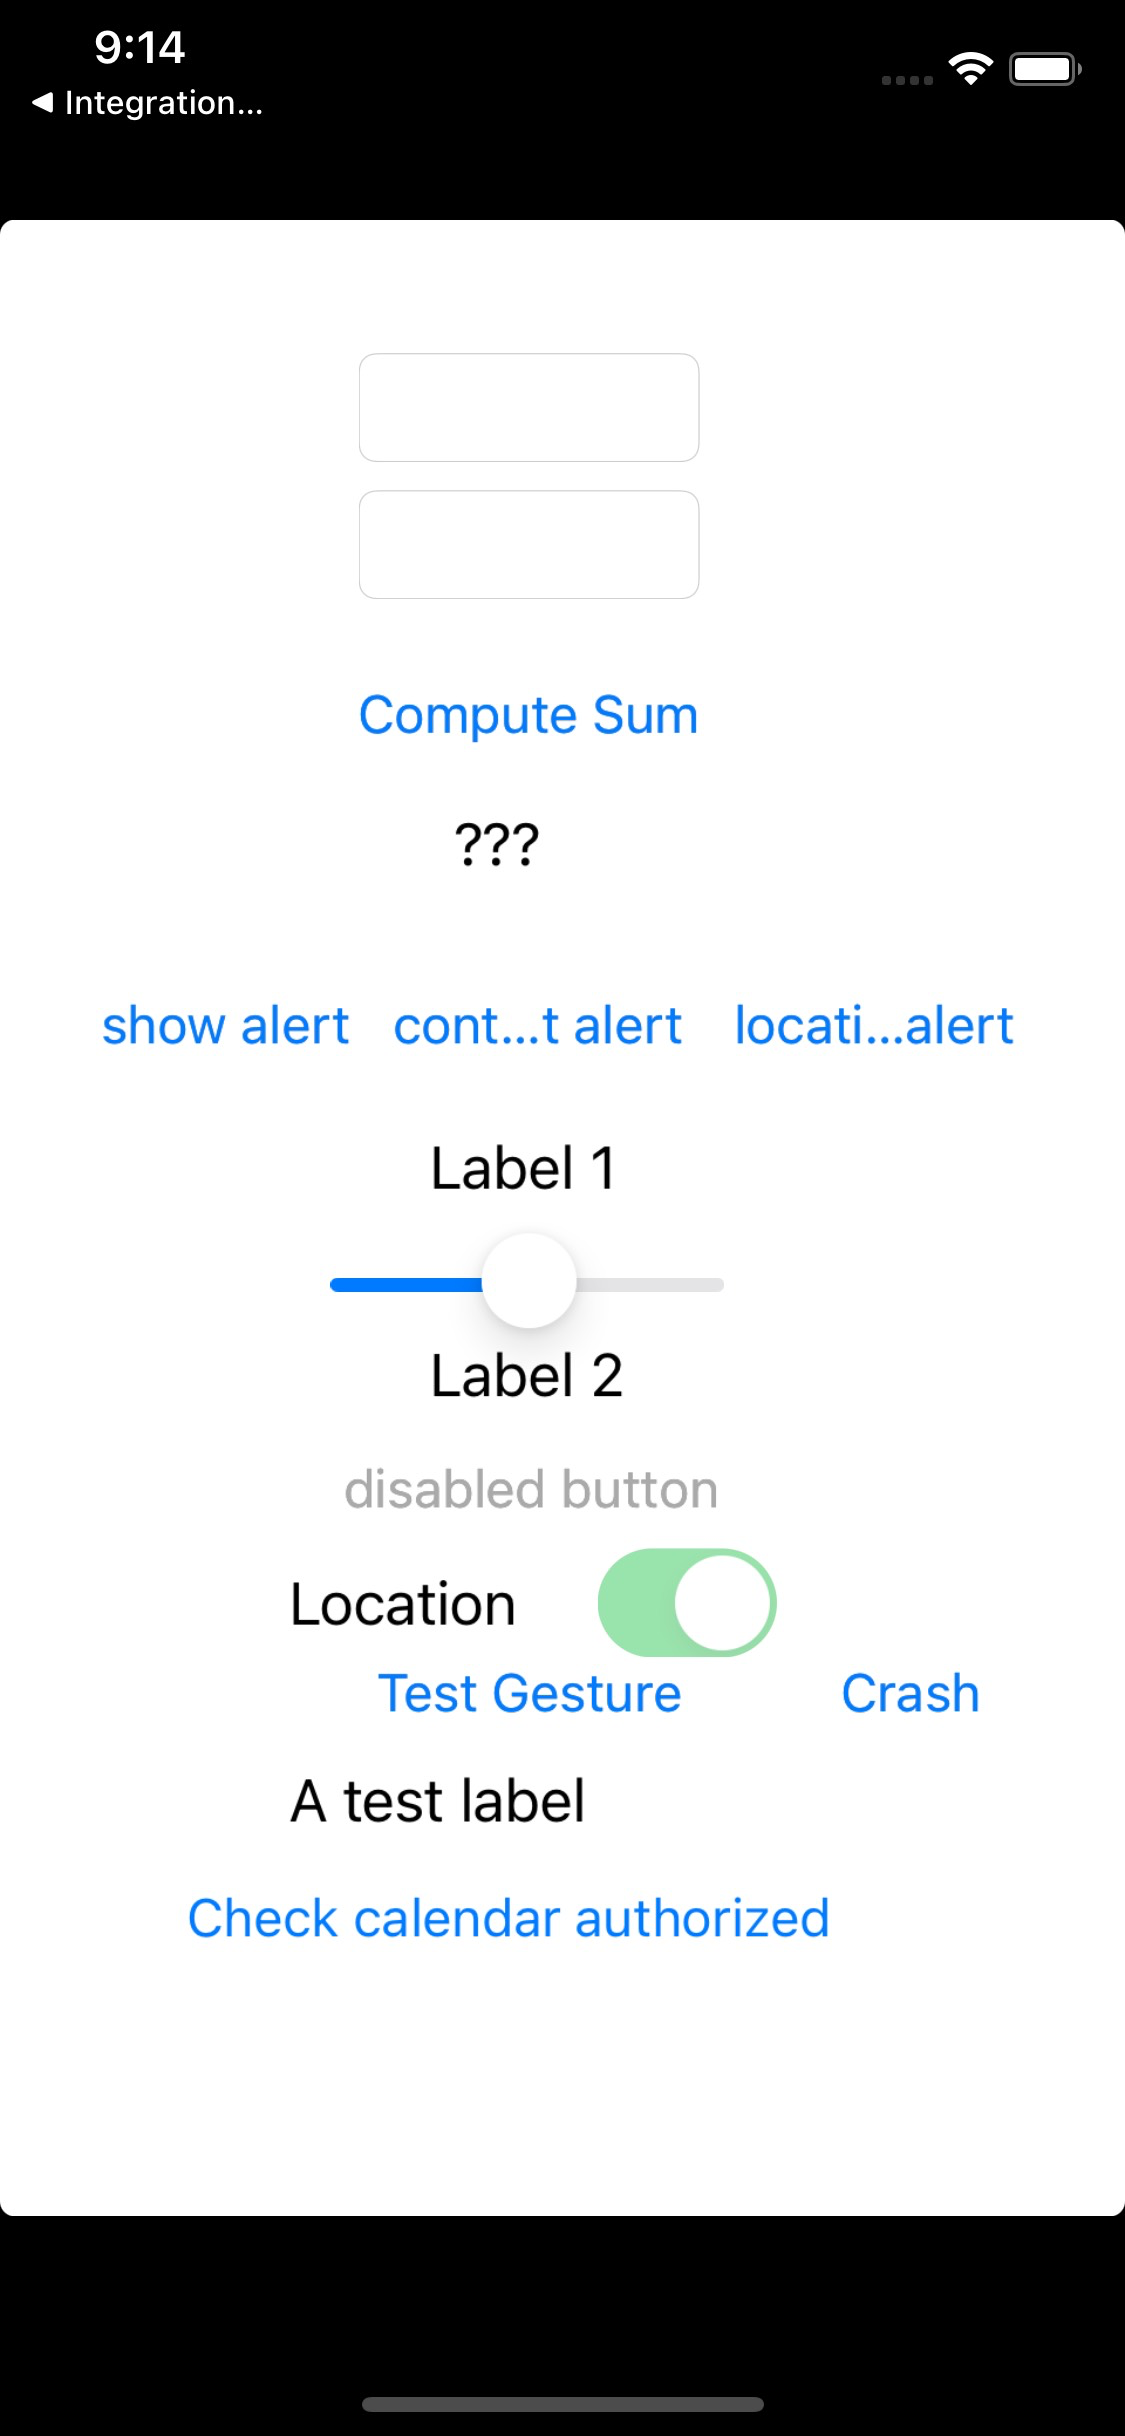 9:14
◀ Integration...
Compute Sum
???
show alert cont...t alert locati...alert
Label 1
Label 2
disabled button
Location
Test Gesture Crash
A test label
Check calendar authorized